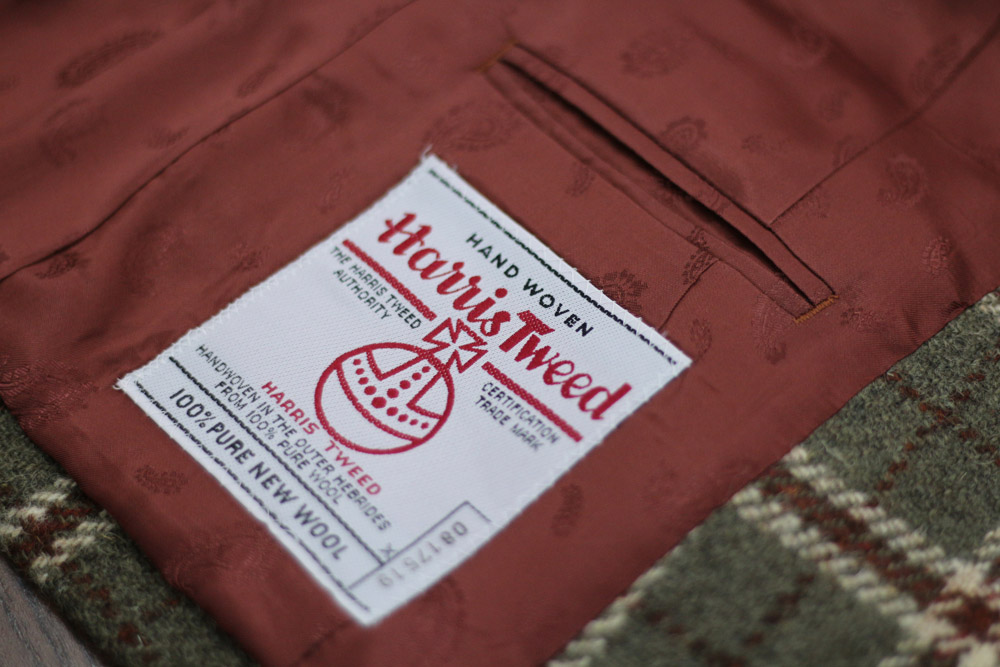 HAND WOVEN
Harris Tweed
THE HARRIS TWEED
AUTHORITY
CERTIFICATION
TRADE MARK
HARRIS TWEED
HANDWOVEN IN THE OUTER HEBRIDES
FROM 100% PURE WOOL
100% PURE NEW WOOL
X